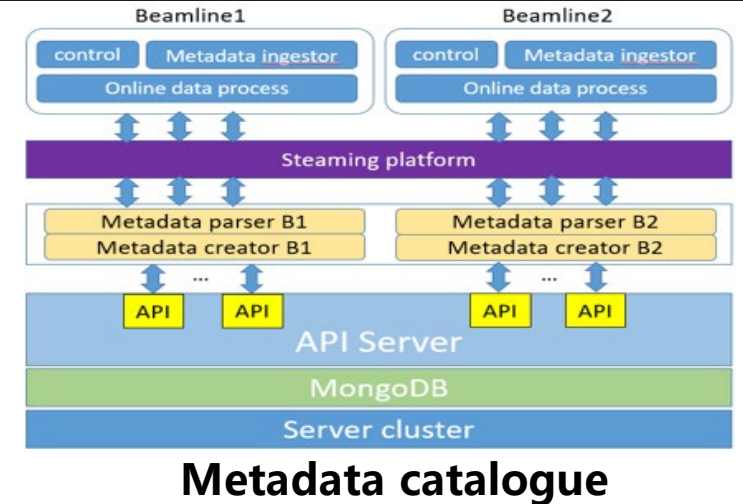 Beamline1 Beamline2
control Metadata ingestor control Metadata ingestor
Online data process Online data process
Steaming platform
Metadata parser B1 Metadata parser B2
Metadata creator B1 Metadata creator B2
... ...
API API API API
API Server
MongoDB
Server cluster
Metadata catalogue